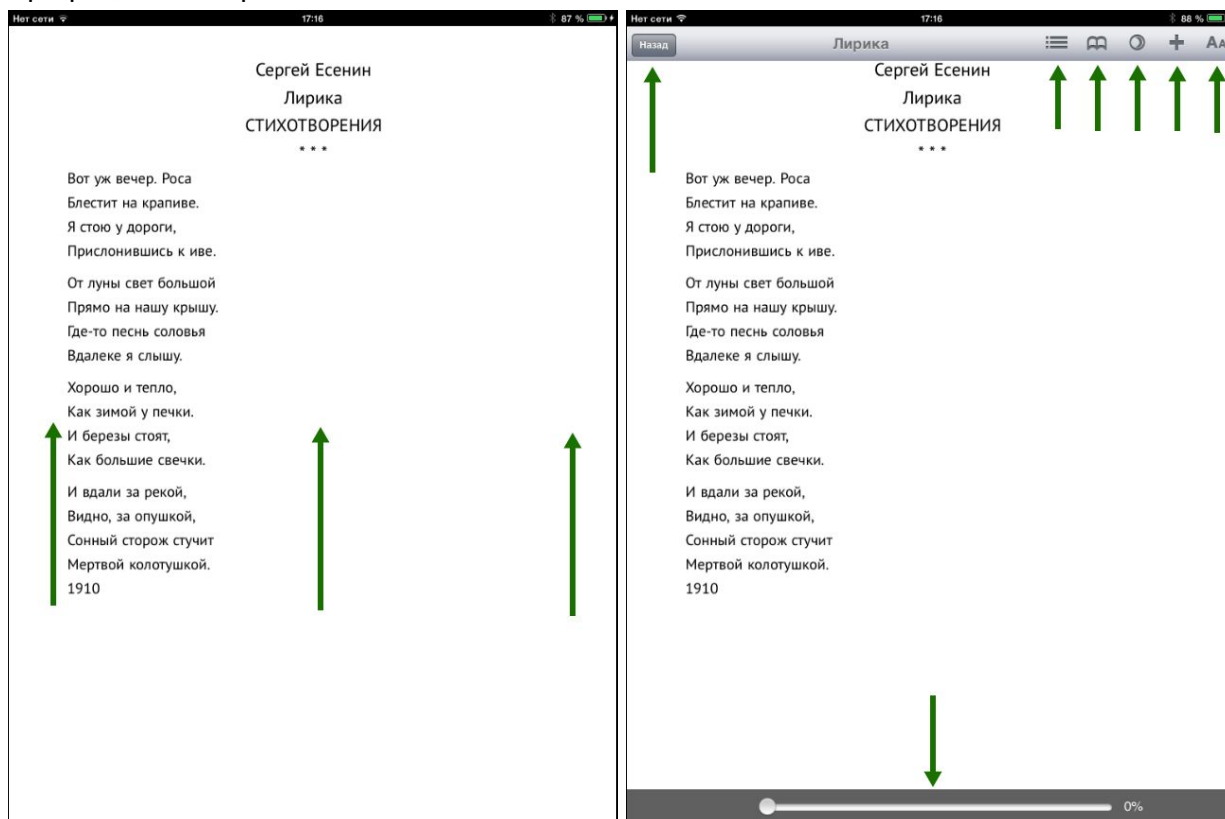 Нет сети 17:16 87 %
Сергей Есенин
Лирика
СТИХОТВОРЕНИЯ
* * *
Вот уж вечер. Роса
Блестит на крапиве.
Я стою у дороги,
Прислонившись к иве.
От луны свет большой
Прямо на нашу крышу.
Где-то песнь соловья
Вдалеке я слышу.
Хорошо и тепло,
Как зимой у печки.
И березы стоят,
Как большие свечки.
И вдали за рекой,
Видно, за опушкой,
Сонный сторож стучит
Мертвой колотушкой.
1910
Нет сети 17:16 88 %
Назад Лирика AA
Сергей Есенин
Лирика
СТИХОТВОРЕНИЯ
* * *
Вот уж вечер. Роса
Блестит на крапиве.
Я стою у дороги,
Прислонившись к иве.
От луны свет большой
Прямо на нашу крышу.
Где-то песнь соловья
Вдалеке я слышу.
Хорошо и тепло,
Как зимой у печки.
И березы стоят,
Как большие свечки.
И вдали за рекой,
Видно, за опушкой,
Сонный сторож стучит
Мертвой колотушкой.
1910
0%